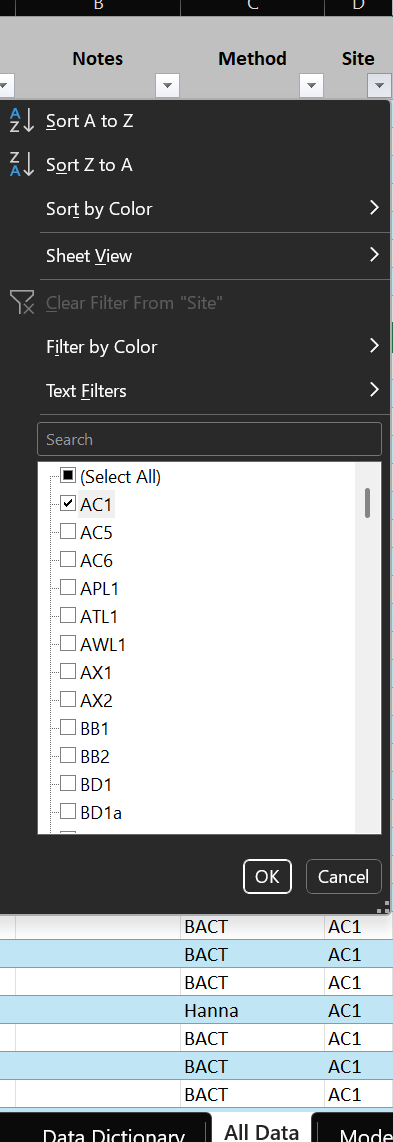 B C D
Notes Method Site
Sort A to Z
Sort Z to A
Sort by Color
Sheet View
Clear Filter From "Site"
Filter by Color
Text Filters
Search
(Select All)
AC1
AC5
AC6
APL1
ATL1
AWL1
AX1
AX2
BB1
BB2
BD1
BD1a
OK Cancel
BACT AC1
BACT AC1
BACT AC1
Hanna AC1
BACT AC1
BACT AC1
BACT AC1
Data Dictionary All Data Mode